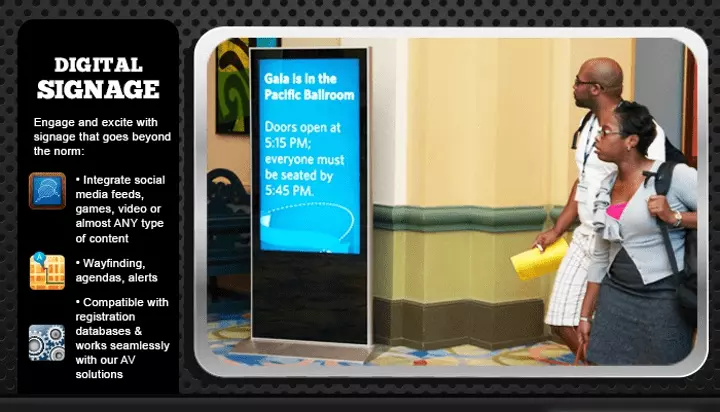 DIGITAL
SIGNAGE
Engage and excite with
signage that goes beyond
the norm:
• Integrate social
media feeds,
games, video or
almost ANY type
of content
• Wayfinding,
agendas, alerts
• Compatible with
registration
databases &
works seamlessly
with our AV
solutions
Gala is in the
Pacific Ballroom
Doors open at
5:15 PM;
everyone must
be seated by
5:45 PM.